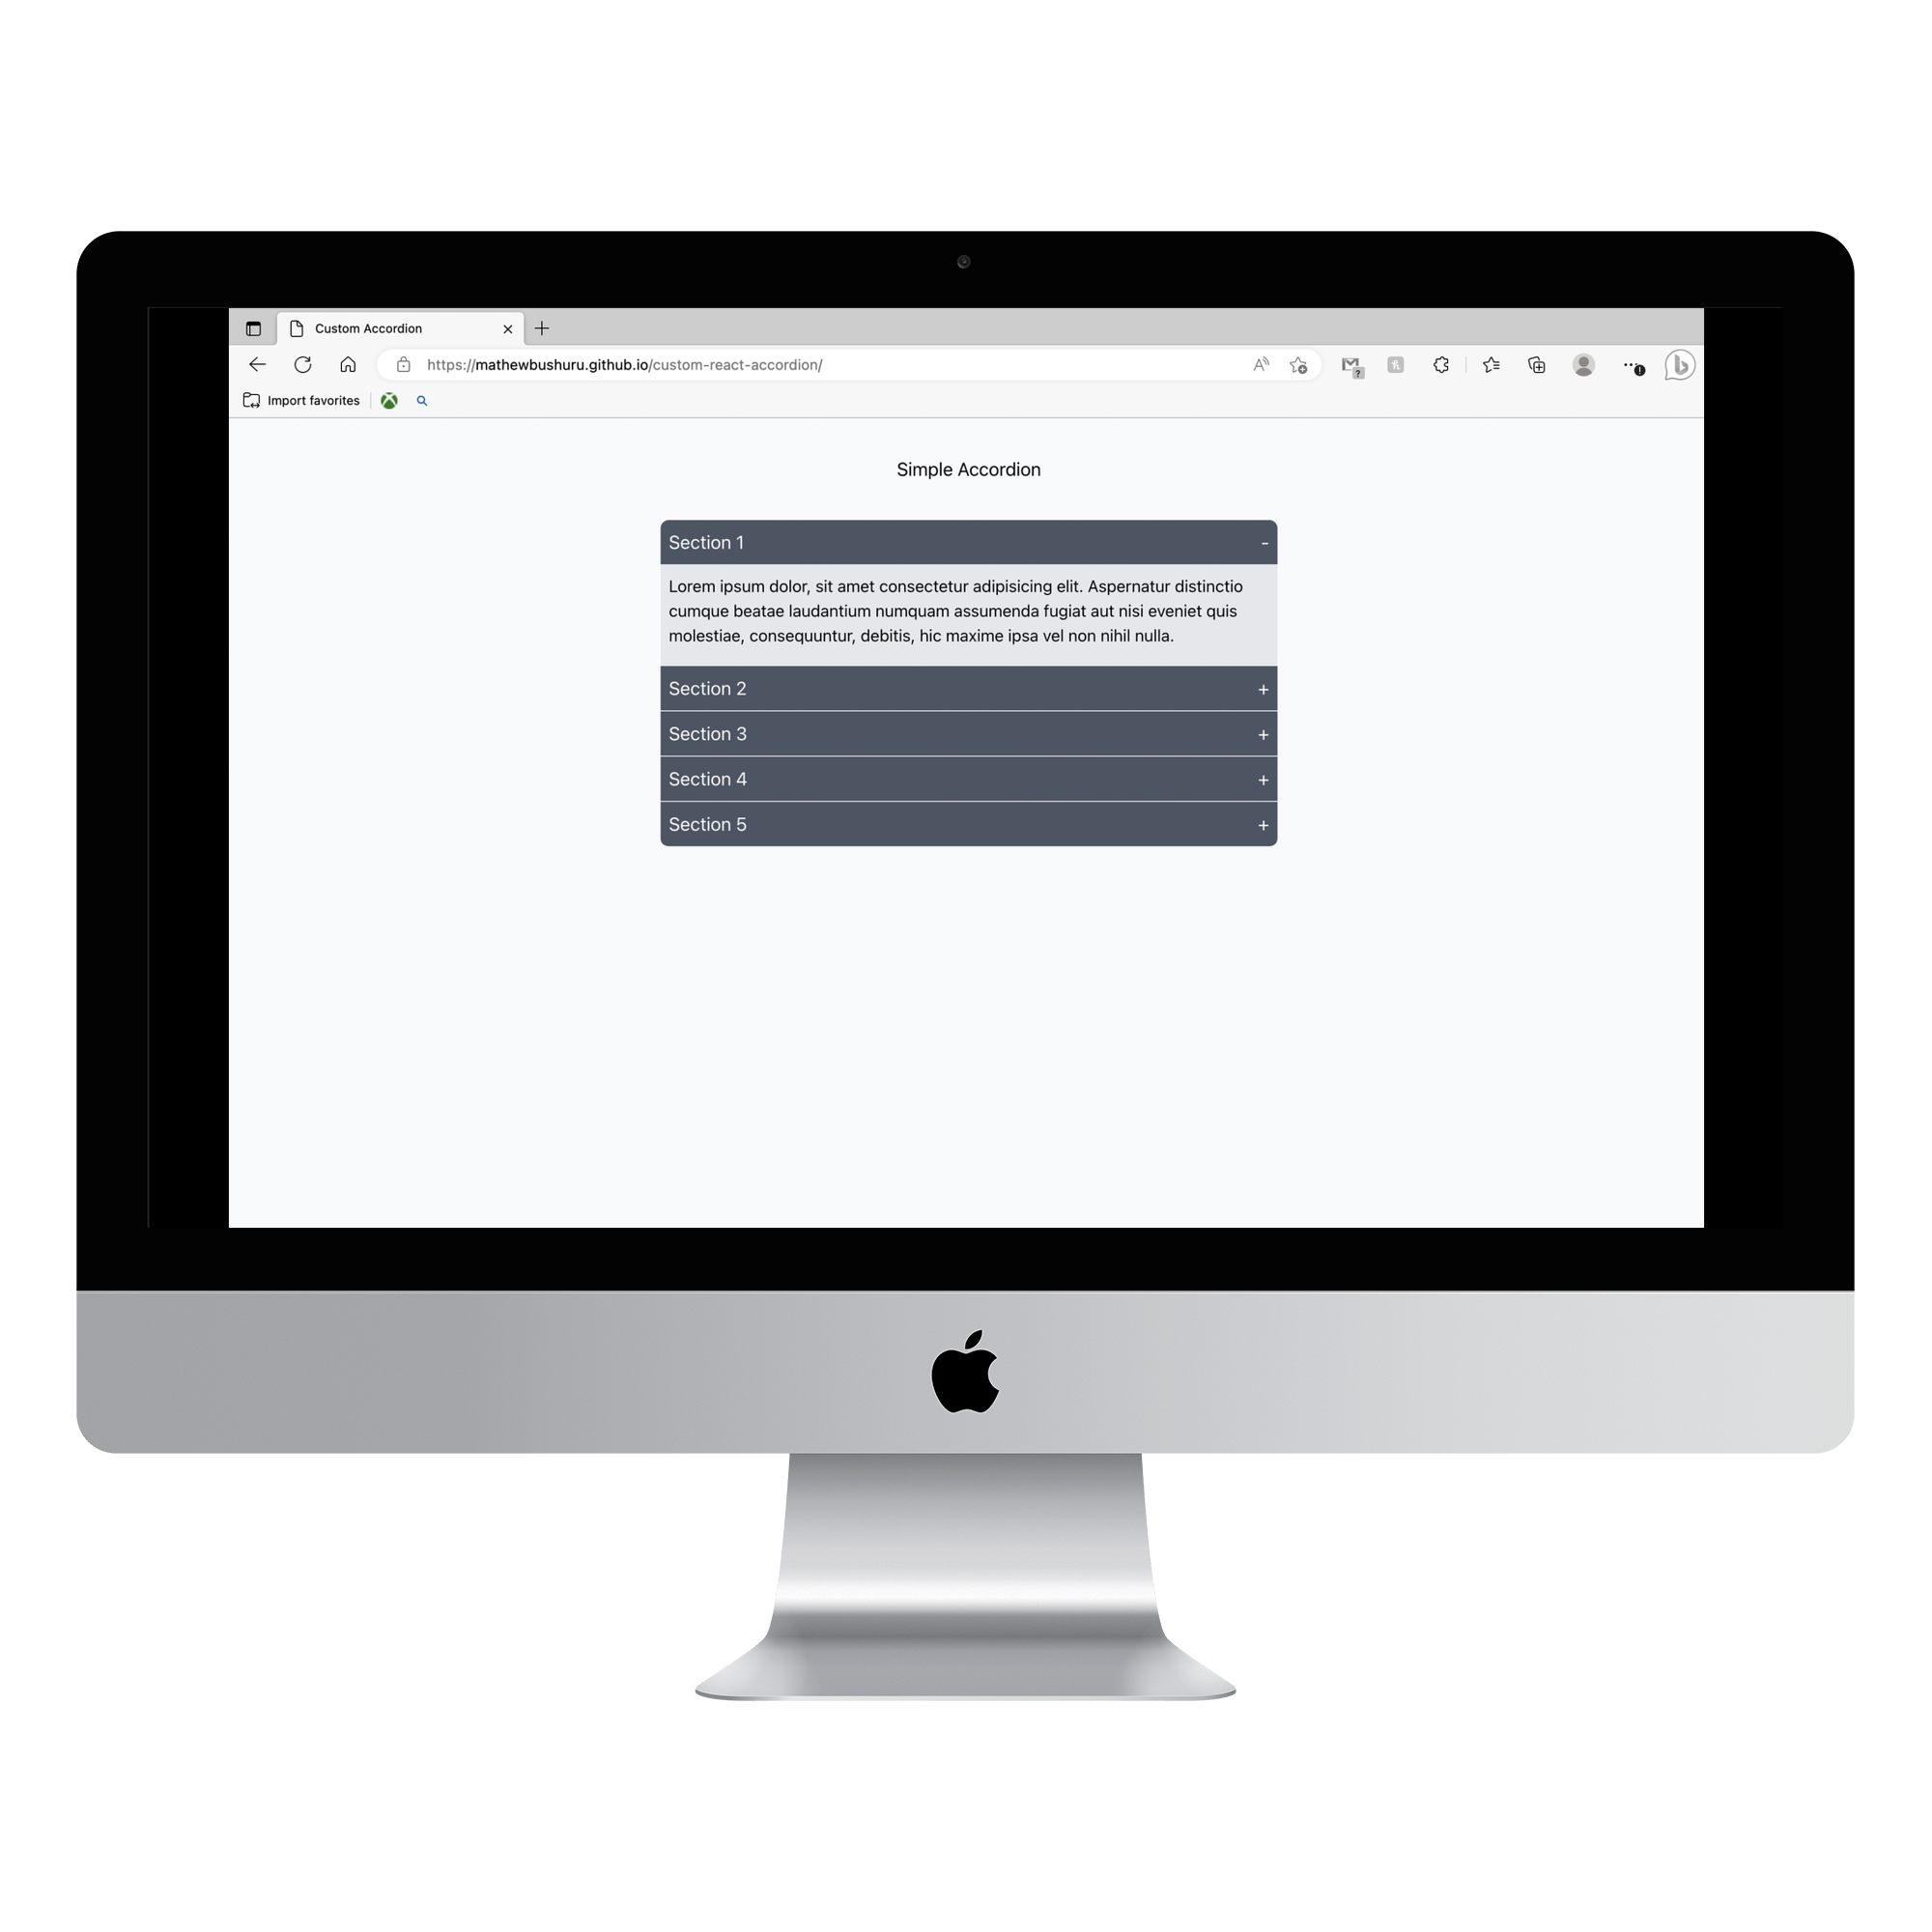 Custom Accordion
https://mathewbushuru.github.io/custom-react-accordion/
Import favorites
Simple Accordion
Section 1 -
Lorem ipsum dolor, sit amet consectetur adipisicing elit. Aspernatur distinctio
cumque beatae laudantium numquam assumenda fugiat aut nisi eveniet quis
molestiae, consequuntur, debitis, hic maxime ipsa vel non nihil nulla.
Section 2 +
Section 3 +
Section 4 +
Section 5 +